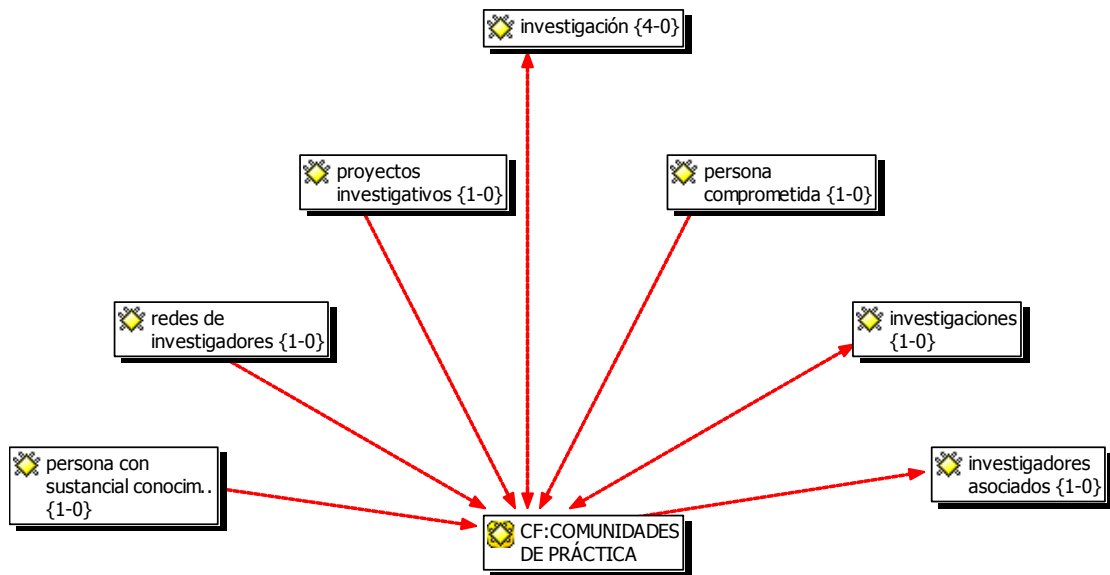 investigación {4-0}
proyectos
investigativos {1-0}
persona
comprometida {1-0}
redes de
investigadores {1-0}
investigaciones
{1-0}
persona con
sustancial conocim..
{1-0}
investigadores
asociados {1-0}
CF:COMUNIDADES
DE PRÁCTICA